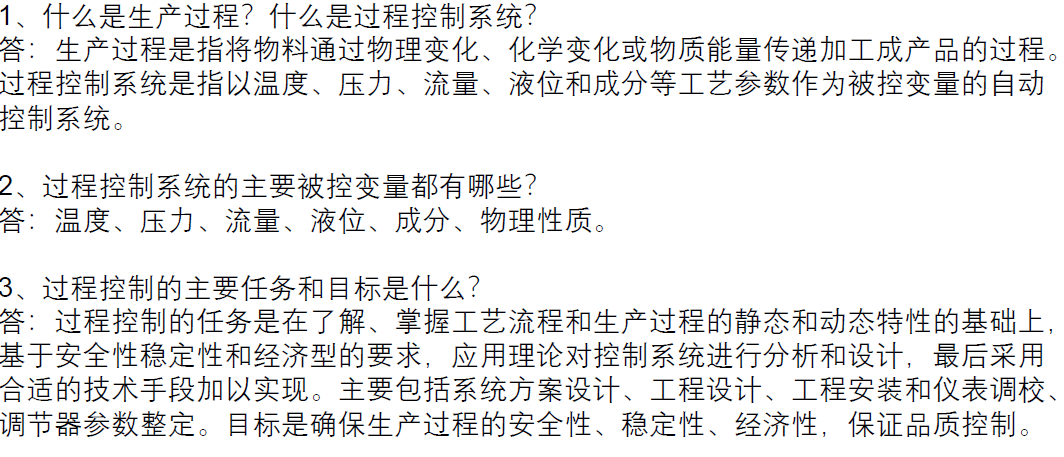 1、什么是生产过程？什么是过程控制系统？
答：生产过程是指将物料通过物理变化、化学变化或物质能量传递加工成产品的过程。
过程控制系统是指以温度、压力、流量、液位和成分等工艺参数作为被控变量的自动
控制系统。
2、过程控制系统的主要被控变量都有哪些？
答：温度、压力、流量、液位、成分、物理性质。
3、过程控制的主要任务和目标是什么？
答：过程控制的任务是在了解、掌握工艺流程和生产过程的静态和动态特性的基础上，
基于安全性稳定性和经济型的要求，应用理论对控制系统进行分析和设计，最后采用
合适的技术手段加以实现。主要包括系统方案设计、工程设计、工程安装和仪表调校、
调节器参数整定。目标是确保生产过程的安全性、稳定性、经济性，保证品质控制。